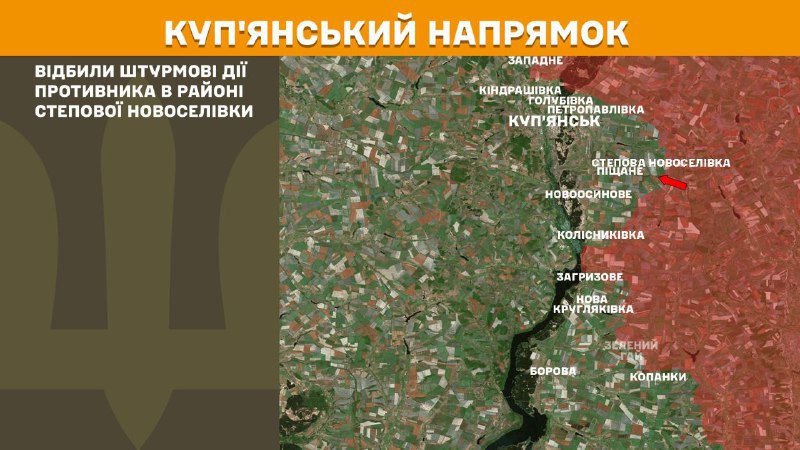 КУП'ЯНСЬКИЙ НАПРЯМОК
ВІДБИЛИ ШТУРМОВІ ДІЇ
ПРОТИВНИКА В РАЙОНІ
СТЕПОВОЇ НОВОСЕЛІВКИ
ЗАПАДНЕ
КІНДРАШІВКА
ГОЛУБІВКА
ПЕТРОПАВЛІВКА
КУП'ЯНСЬК
СТЕПОВА НОВОСЕЛІВКА
ПІЩАНЕ
НОВООСИНОВЕ
КОЛІСНИКІВКА
ЗАГРИЗОВЕ
НОВА
КРУГЛЯКІВКА
ЗЕЛЕНИЙ
ГАЙ
БОРОВА
КОПАНКИ